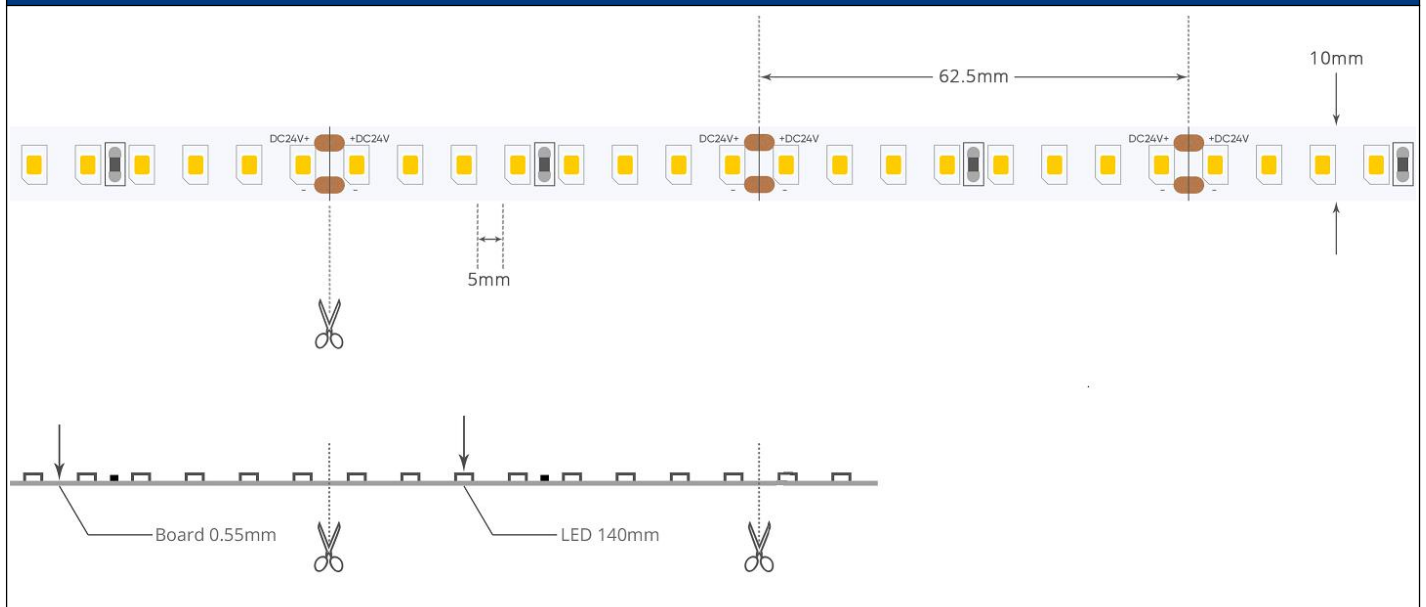 62.5mm
10mm
DC24V+ +DC24V
DC24V+ +DC24V
DC24V+ +DC24V
- -
- -
- -
5mm
Board 0.55mm
LED 140mm